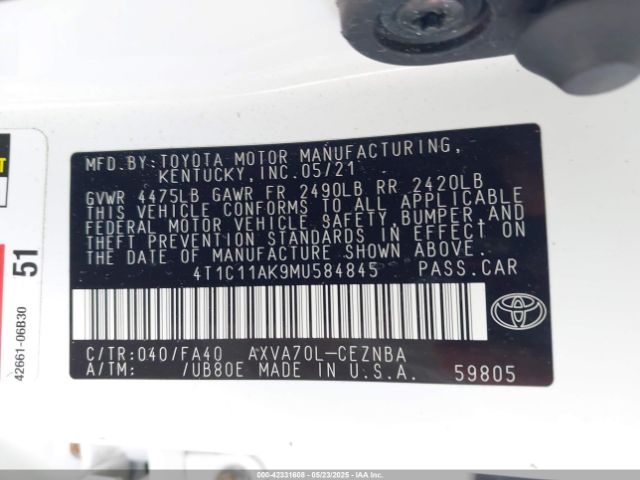 MFD. BY: TOYOTA MOTOR MANUFACTURING,
KENTUCKY, INC. 05/21
GVWR 4475LB GAWR FR 2490LB RR 2420LB
THIS VEHICLE CONFORMS TO ALL APPLICABLE
FEDERAL MOTOR VEHICLE SAFETY, BUMPER, AND
THEFT PREVENTION STANDARDS IN EFFECT ON
THE DATE OF MANUFACTURE SHOWN ABOVE.
4T1C11AK9MU584845 PASS.CAR
C/TR:040/FA40 AXVA70L-CEZNBA
A/TM: /UB80E MADE IN U.S.A. 59805
51
42661-06B30
000-42331608 - 05/23/2025 - IAAI.com